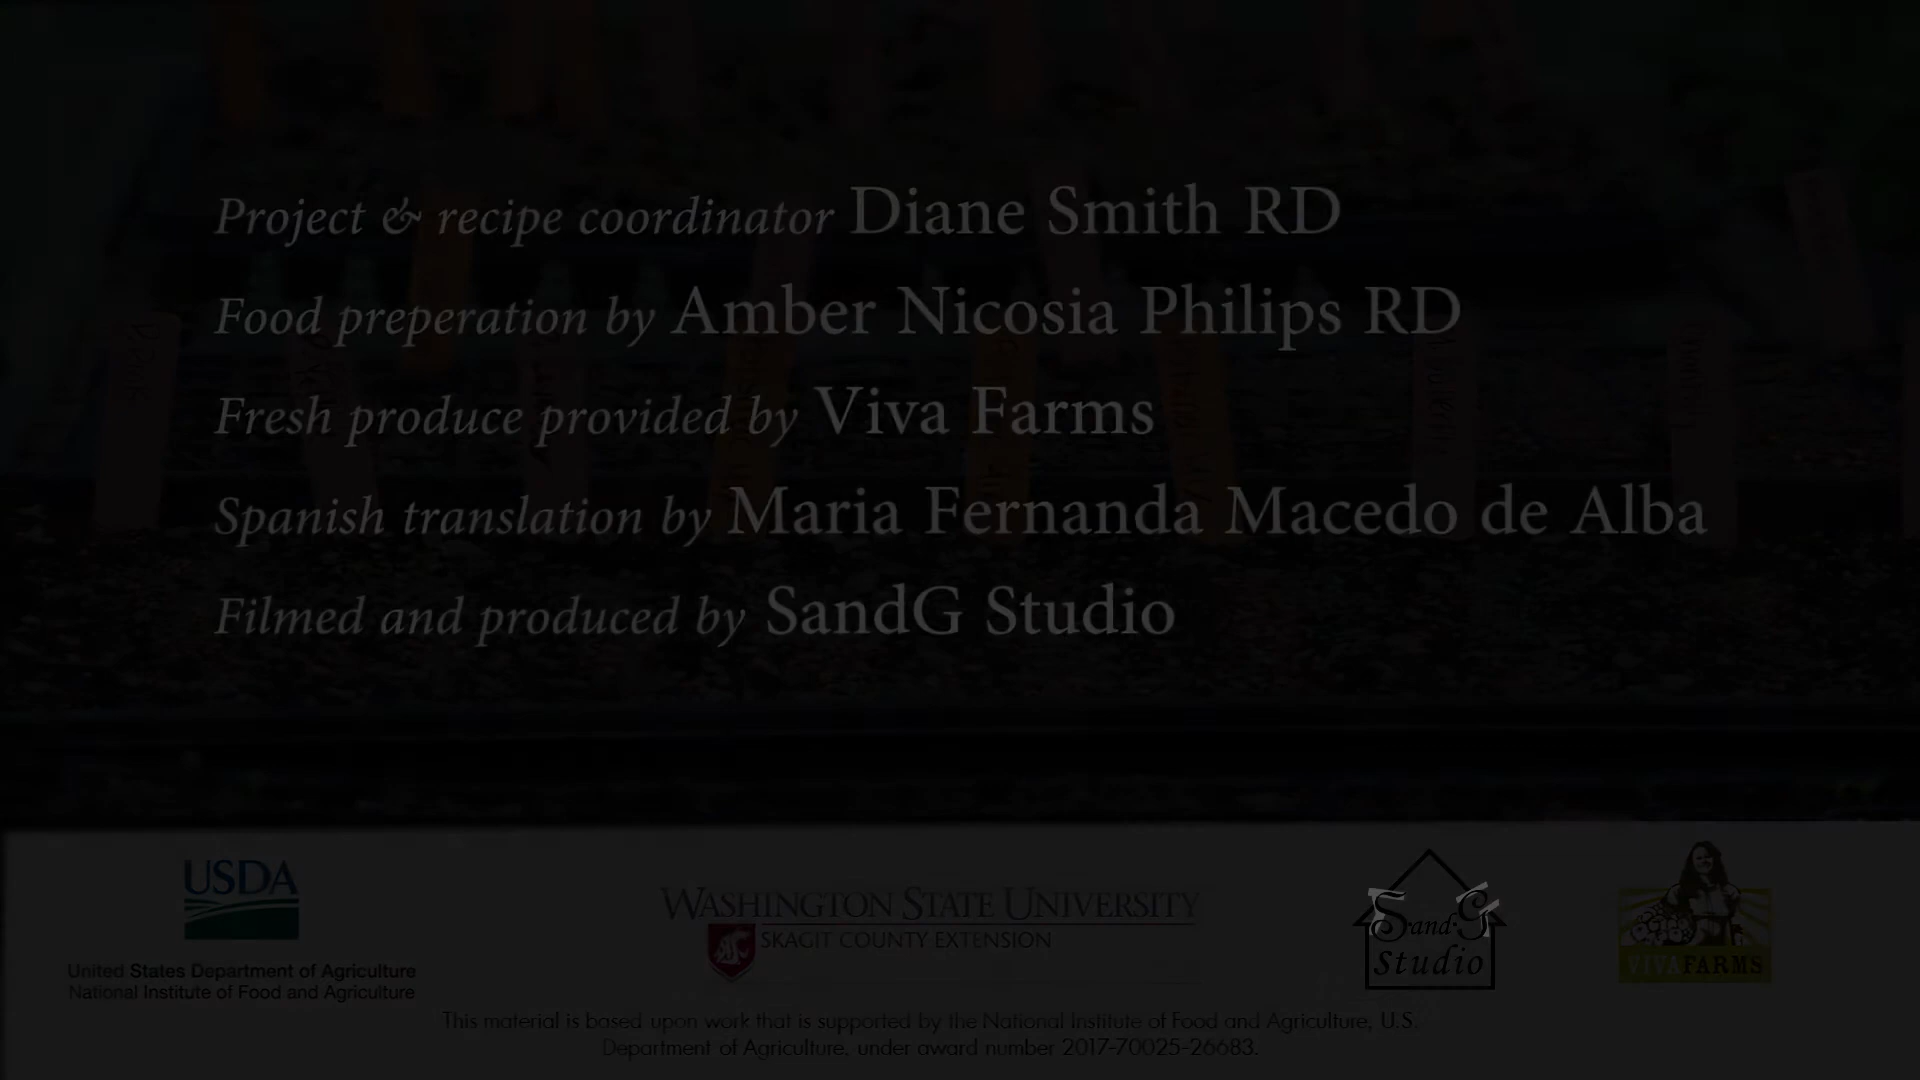 Project & recipe coordinator Diane Smith RD
Food preperation by Amber Nicosia Philips RD
Fresh produce provided by Viva Farms
Spanish translation by Maria Fernanda Macedo de Alba
Filmed and produced by SandG Studio
USDA
United States Department of Agriculture
National Institute of Food and Agriculture
WASHINGTON STATE UNIVERSITY
SKAGIT COUNTY EXTENSION
Sand·G
Studio
VIVA FARMS
This material is based upon work that is supported by the National Institute of Food and Agriculture, U.S.
Department of Agriculture, under award number 2017-70025-26683.